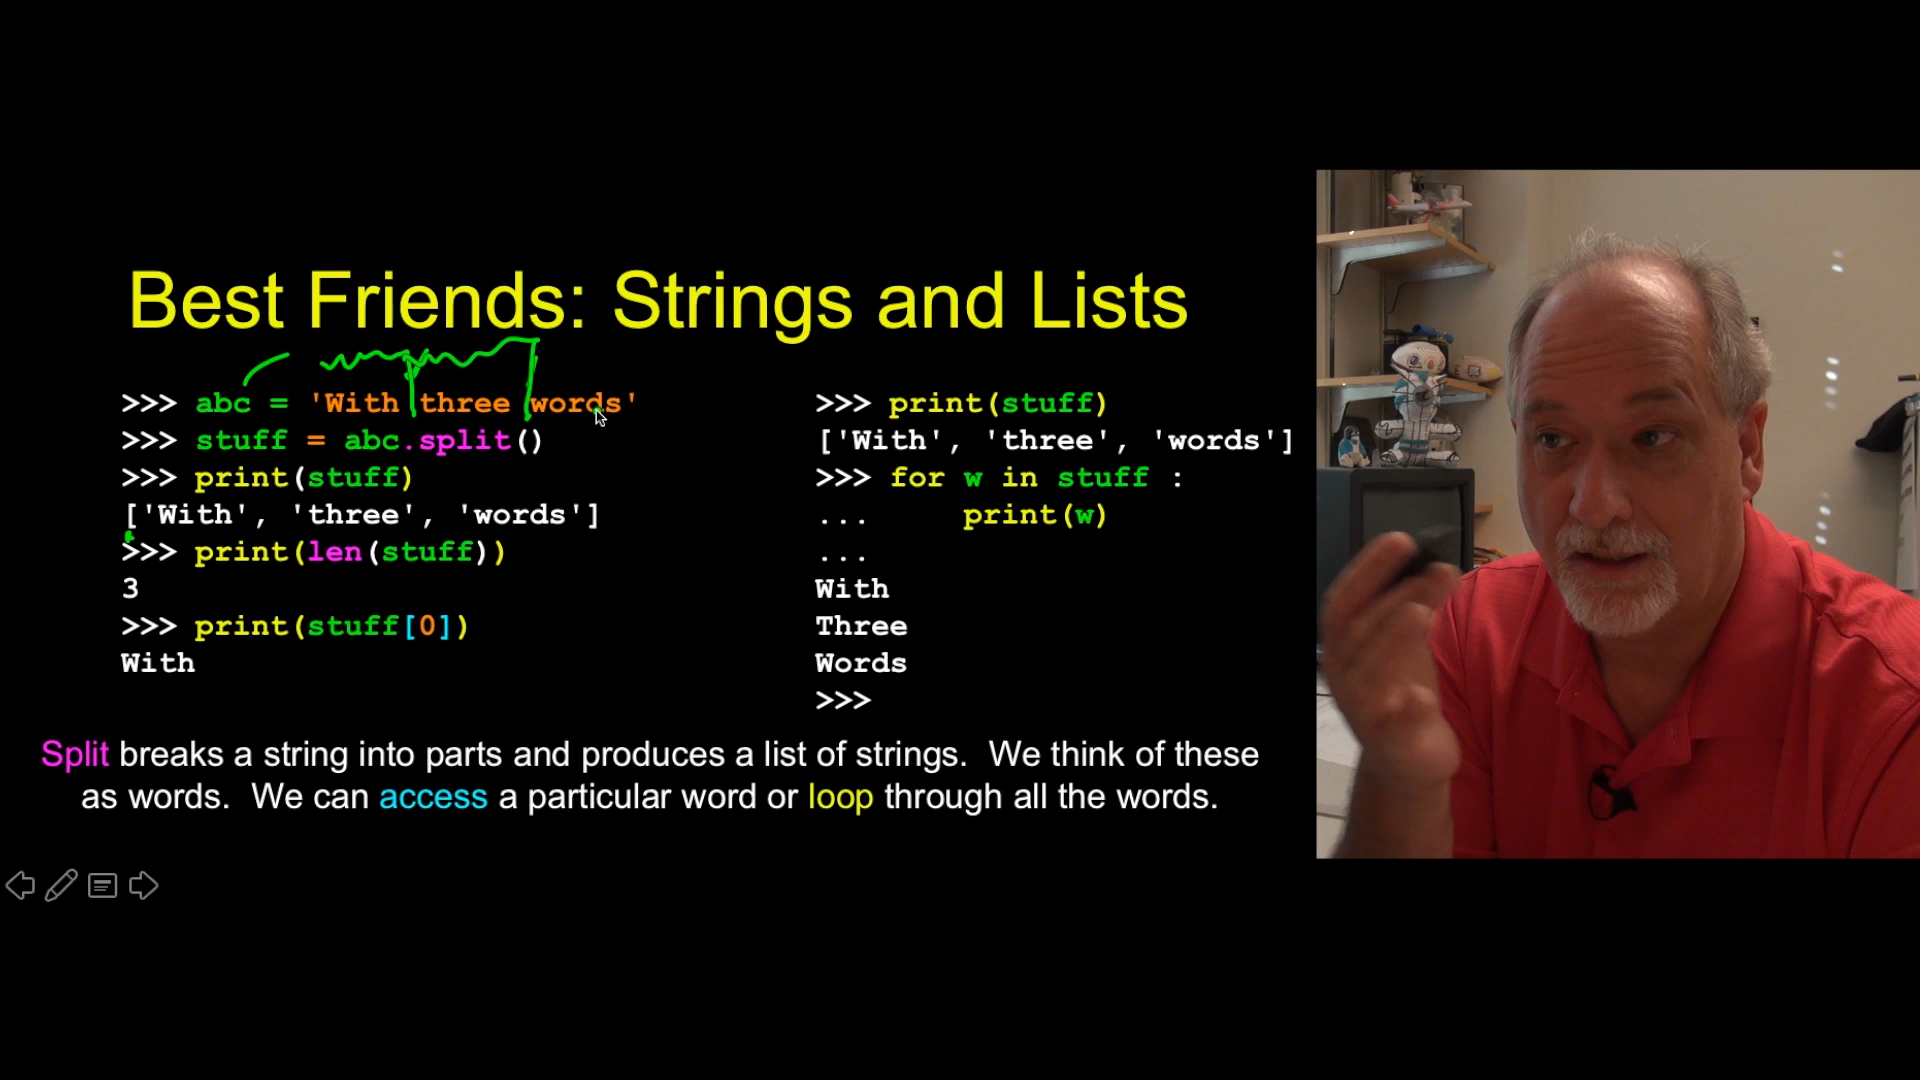 Best Friends: Strings and Lists
>>> abc = 'With three words'
>>> stuff = abc.split()
>>> print(stuff)
['With', 'three', 'words']
>>> print(len(stuff))
3
>>> print(stuff[0])
With
>>> print(stuff)
['With', 'three', 'words']
>>> for w in stuff :
...     print(w)
...
With
Three
Words
>>>
Split breaks a string into parts and produces a list of strings.  We think of these
as words.  We can access a particular word or loop through all the words.